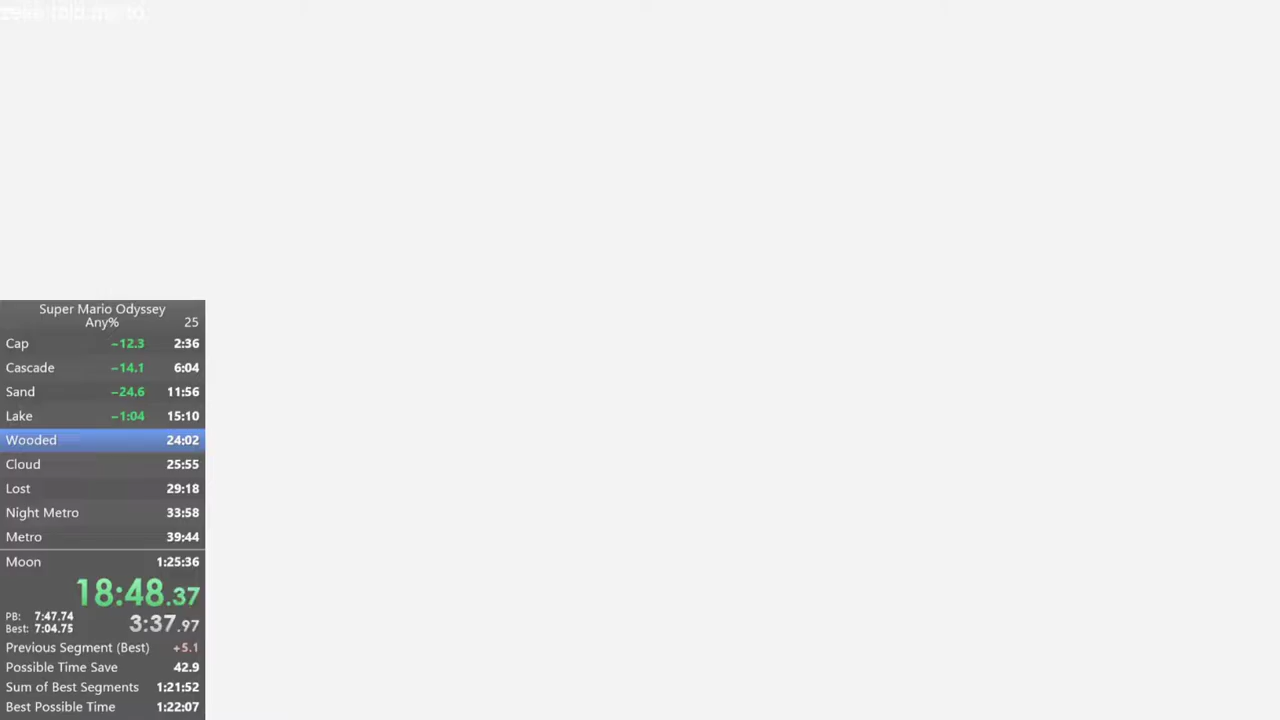 Super Mario Odyssey
Any% 25
Cap -12.3 2:36
Cascade -14.1 6:04
Sand -24.6 11:56
Lake -1:04 15:10
Wooded 24:02
Cloud 25:55
Lost 29:18
Night Metro 33:58
Metro 39:44
Moon 1:25:36
18:48.37
PB: 7:47.74
Best: 7:04.75
3:37.97
Previous Segment (Best) +5.1
Possible Time Save 42.9
Sum of Best Segments 1:21:52
Best Possible Time 1:22:07